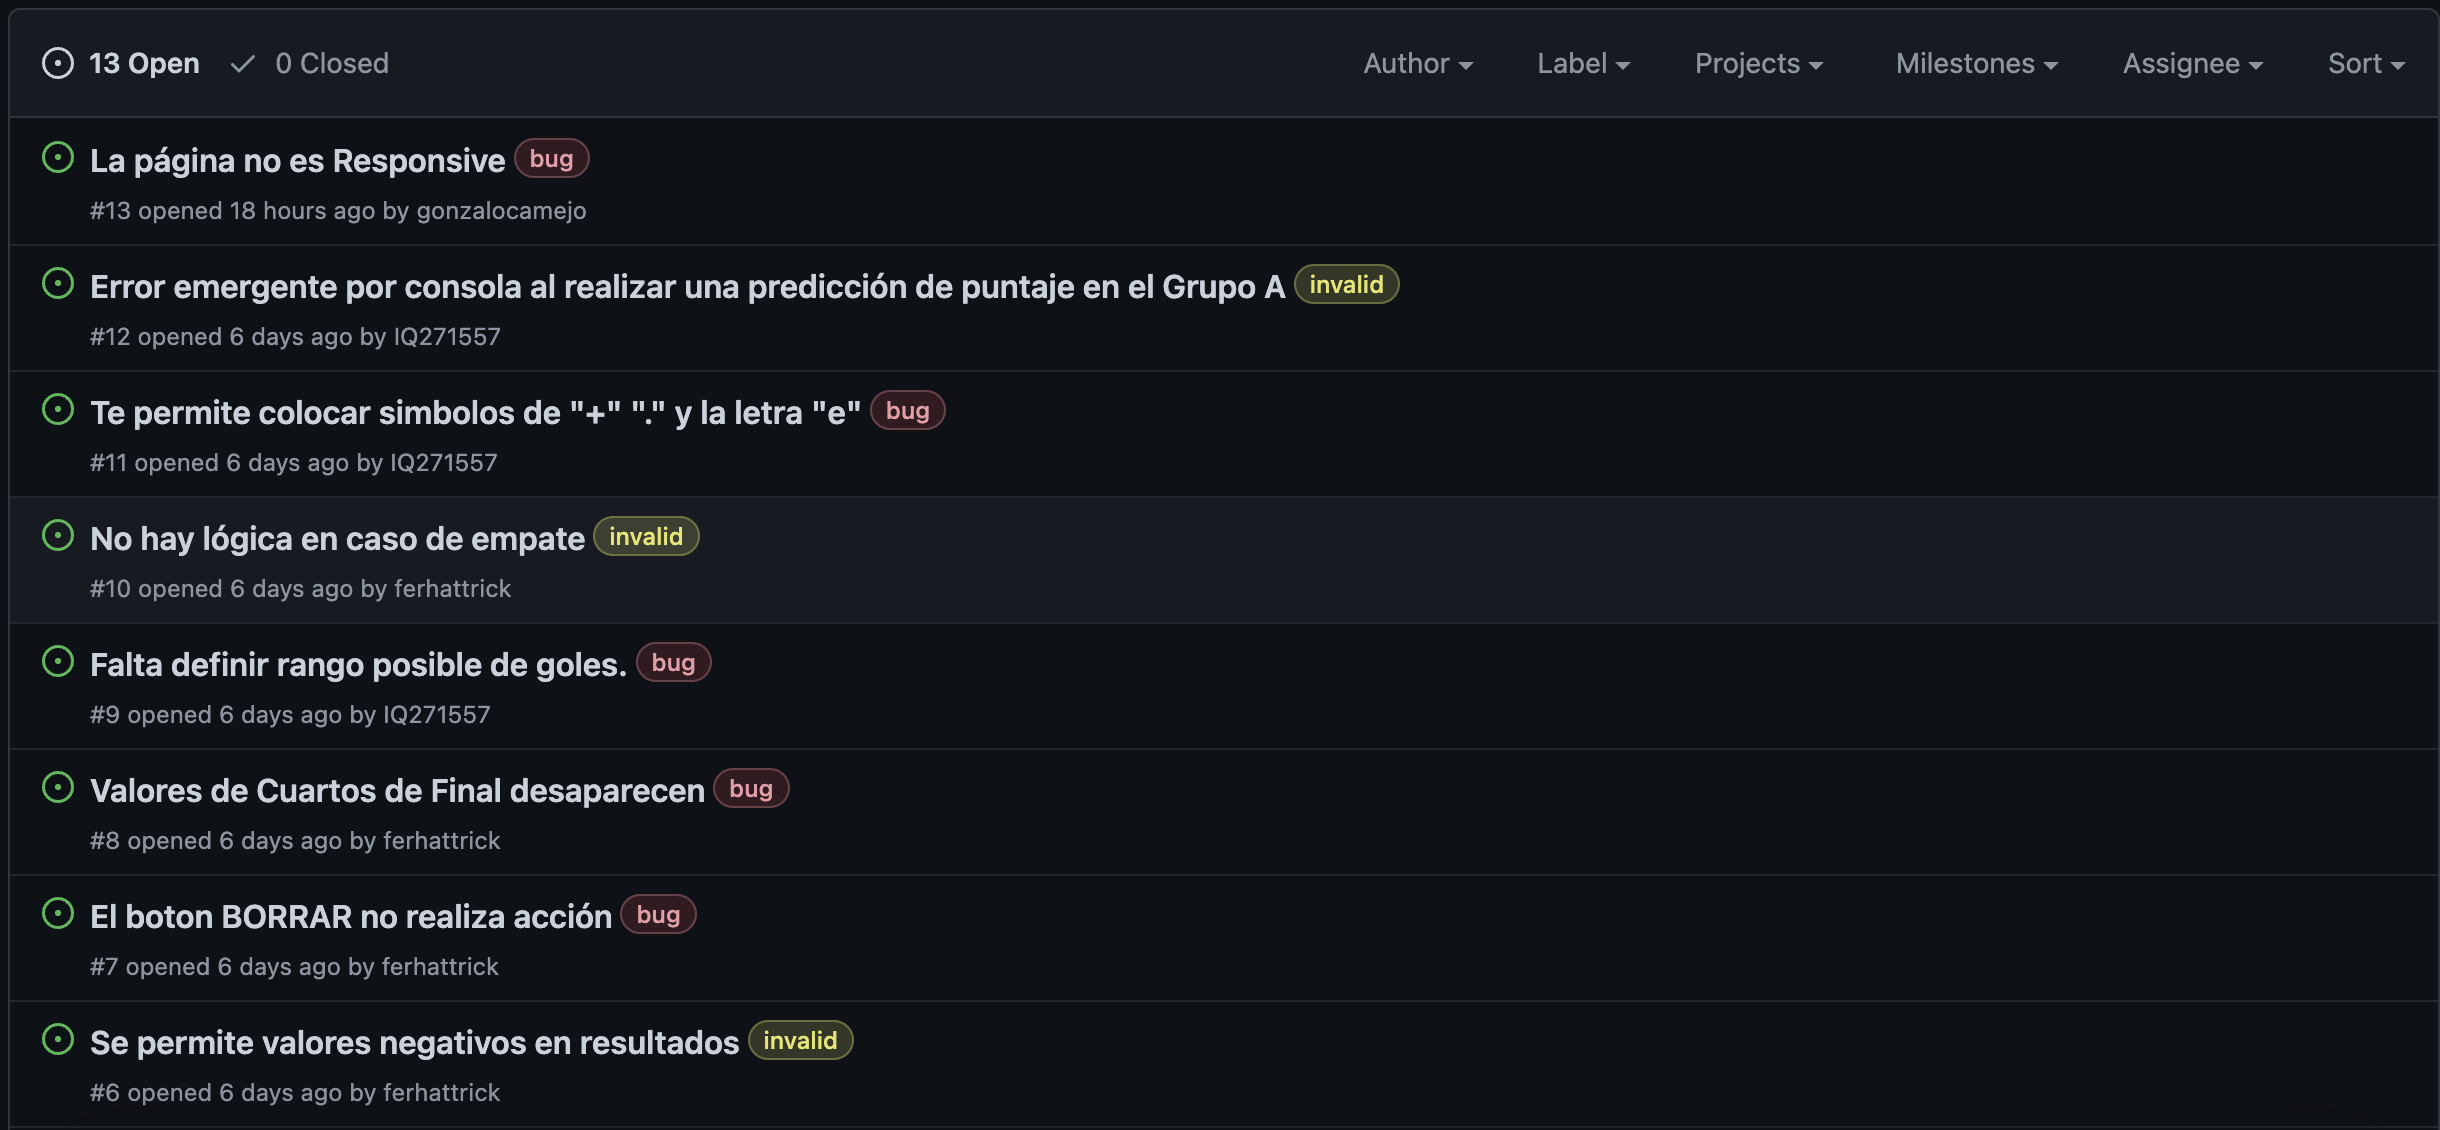 13 Open 0 Closed Author Label Projects Milestones Assignee Sort
La página no es Responsive bug
#13 opened 18 hours ago by gonzalocamejo
Error emergente por consola al realizar una predicción de puntaje en el Grupo A invalid
#12 opened 6 days ago by IQ271557
Te permite colocar simbolos de "+" "." y la letra "e" bug
#11 opened 6 days ago by IQ271557
No hay lógica en caso de empate invalid
#10 opened 6 days ago by ferhattrick
Falta definir rango posible de goles. bug
#9 opened 6 days ago by IQ271557
Valores de Cuartos de Final desaparecen bug
#8 opened 6 days ago by ferhattrick
El boton BORRAR no realiza acción bug
#7 opened 6 days ago by ferhattrick
Se permite valores negativos en resultados invalid
#6 opened 6 days ago by ferhattrick